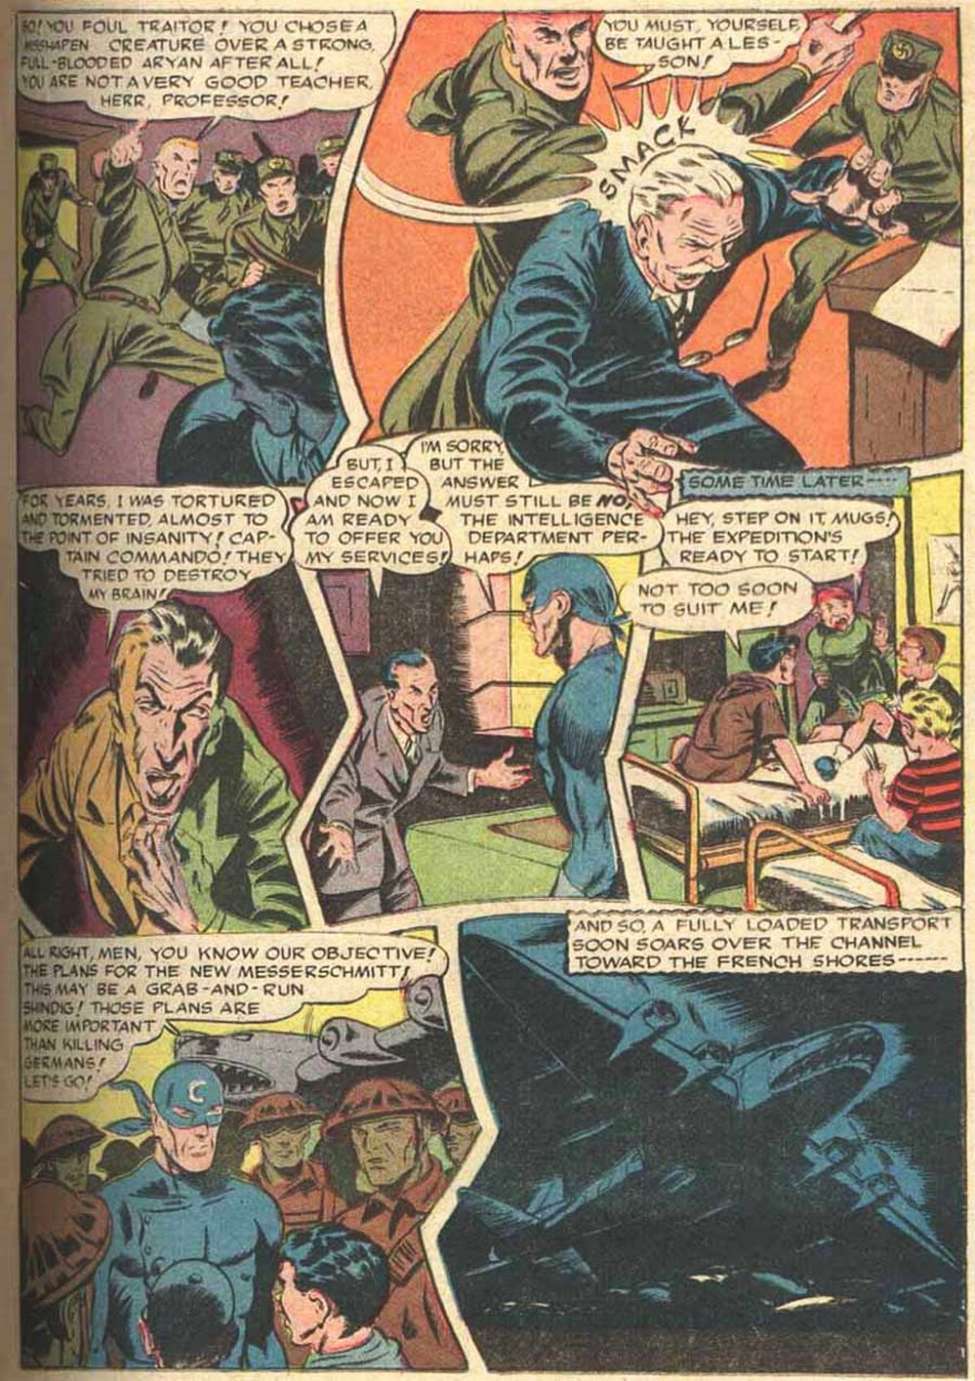 SO! YOU FOUL TRAITOR! YOU CHOSE A
MISSHAPEN CREATURE OVER A STRONG,
FULL-BLOODED ARYAN AFTER ALL!
YOU ARE NOT A VERY GOOD TEACHER,
HERR, PROFESSOR!
YOU MUST, YOURSELF,
BE TAUGHT A LES-
SON!
SMACK
FOR YEARS, I WAS TORTURED
AND TORMENTED, ALMOST TO
THE POINT OF INSANITY! CAP-
TAIN COMMANDO! THEY
TRIED TO DESTROY
MY BRAIN!
BUT, I
ESCAPED
AND NOW I
AM READY
TO OFFER YOU
MY SERVICES!
I'M SORRY,
BUT THE
ANSWER
MUST STILL BE NO,
THE INTELLIGENCE
DEPARTMENT PER-
HAPS!
SOME TIME LATER----
HEY, STEP ON IT, MUGS!
THE EXPEDITION'S
READY TO START!
NOT TOO SOON
TO SUIT ME!
ALL RIGHT, MEN, YOU KNOW OUR OBJECTIVE!
THE PLANS FOR THE NEW MESSERSCHMITT!
THIS MAY BE A GRAB-AND-RUN
SHINDIG! THOSE PLANS ARE
MORE IMPORTANT
THAN KILLING
GERMANS!
LET'S GO!
C
AND SO, A FULLY LOADED TRANSPORT
SOON SOARS OVER THE CHANNEL
TOWARD THE FRENCH SHORES------